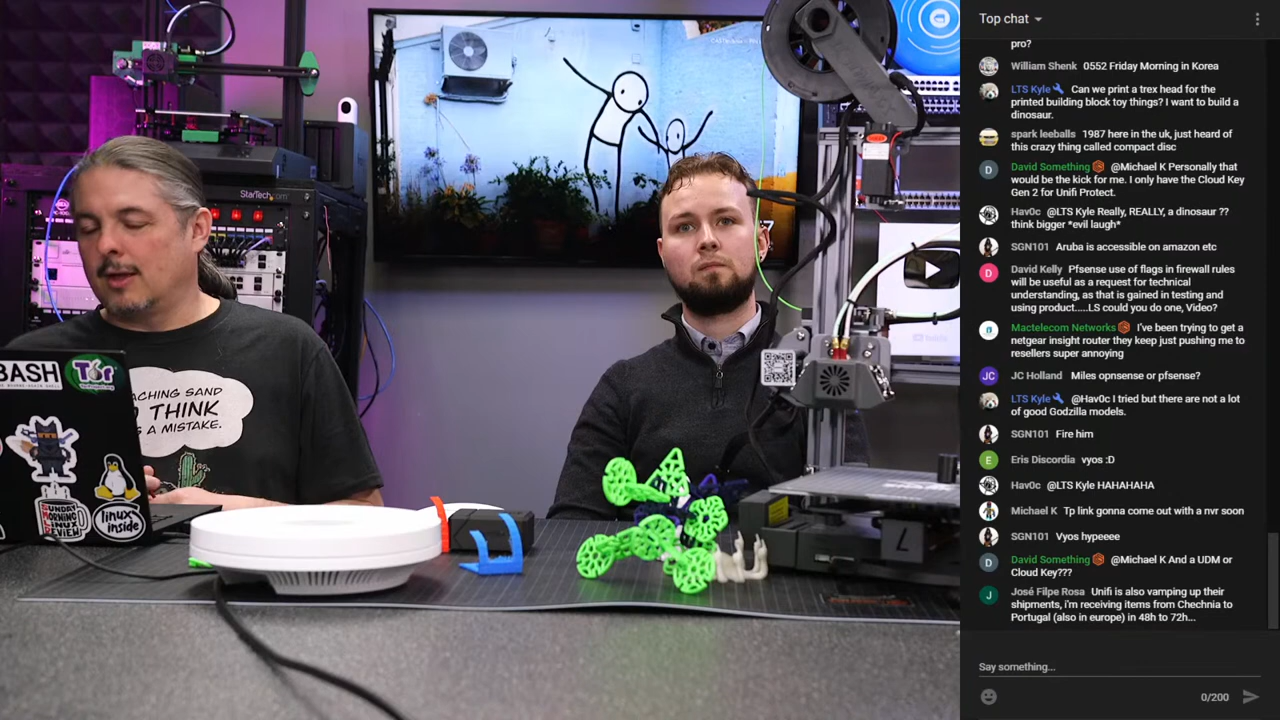 StarTech.com
BASH
Tor
TEACHING SAND
TO THINK
WAS A MISTAKE.
SUNDAY
MORNING
LINUX
REVIEW
linux
inside
L
Top chat
pro?
William Shenk 0552 Friday Morning in Korea
LTS Kyle Can we print a trex head for the
printed building block toy things? I want to build a
dinosaur.
spark leeballs 1987 here in the uk, just heard of
this crazy thing called compact disc
David Something @Michael K Personally that
would be the kick for me. I only have the Cloud Key
Gen 2 for Unifi Protect.
Hav0c @LTS Kyle Really, REALLY, a dinosaur ??
think bigger *evil laugh*
SGN101 Aruba is accessible on amazon etc
David Kelly Pfsense use of flags in firewall rules
will be useful as a request for technical
understanding, as that is gained in testing and
using product.....LS could you do one, Video?
Mactelecom Networks I've been trying to get a
netgear insight router they keep just pushing me to
resellers super annoying
JC JC Holland Miles opnsense or pfsense?
LTS Kyle @Hav0c I tried but there are not a lot
of good Godzilla models.
SGN101 Fire him
E Eris Discordia vyos :D
Hav0c @LTS Kyle HAHAHAHA
Michael K Tp link gonna come out with a nvr soon
SGN101 Vyos hypeeee
David Something @Michael K And a UDM or
Cloud Key???
J José Filpe Rosa Unifi is also vamping up their
shipments, i'm receiving items from Chechnia to
Portugal (also in europe) in 48h to 72h...
Say something...
0/200